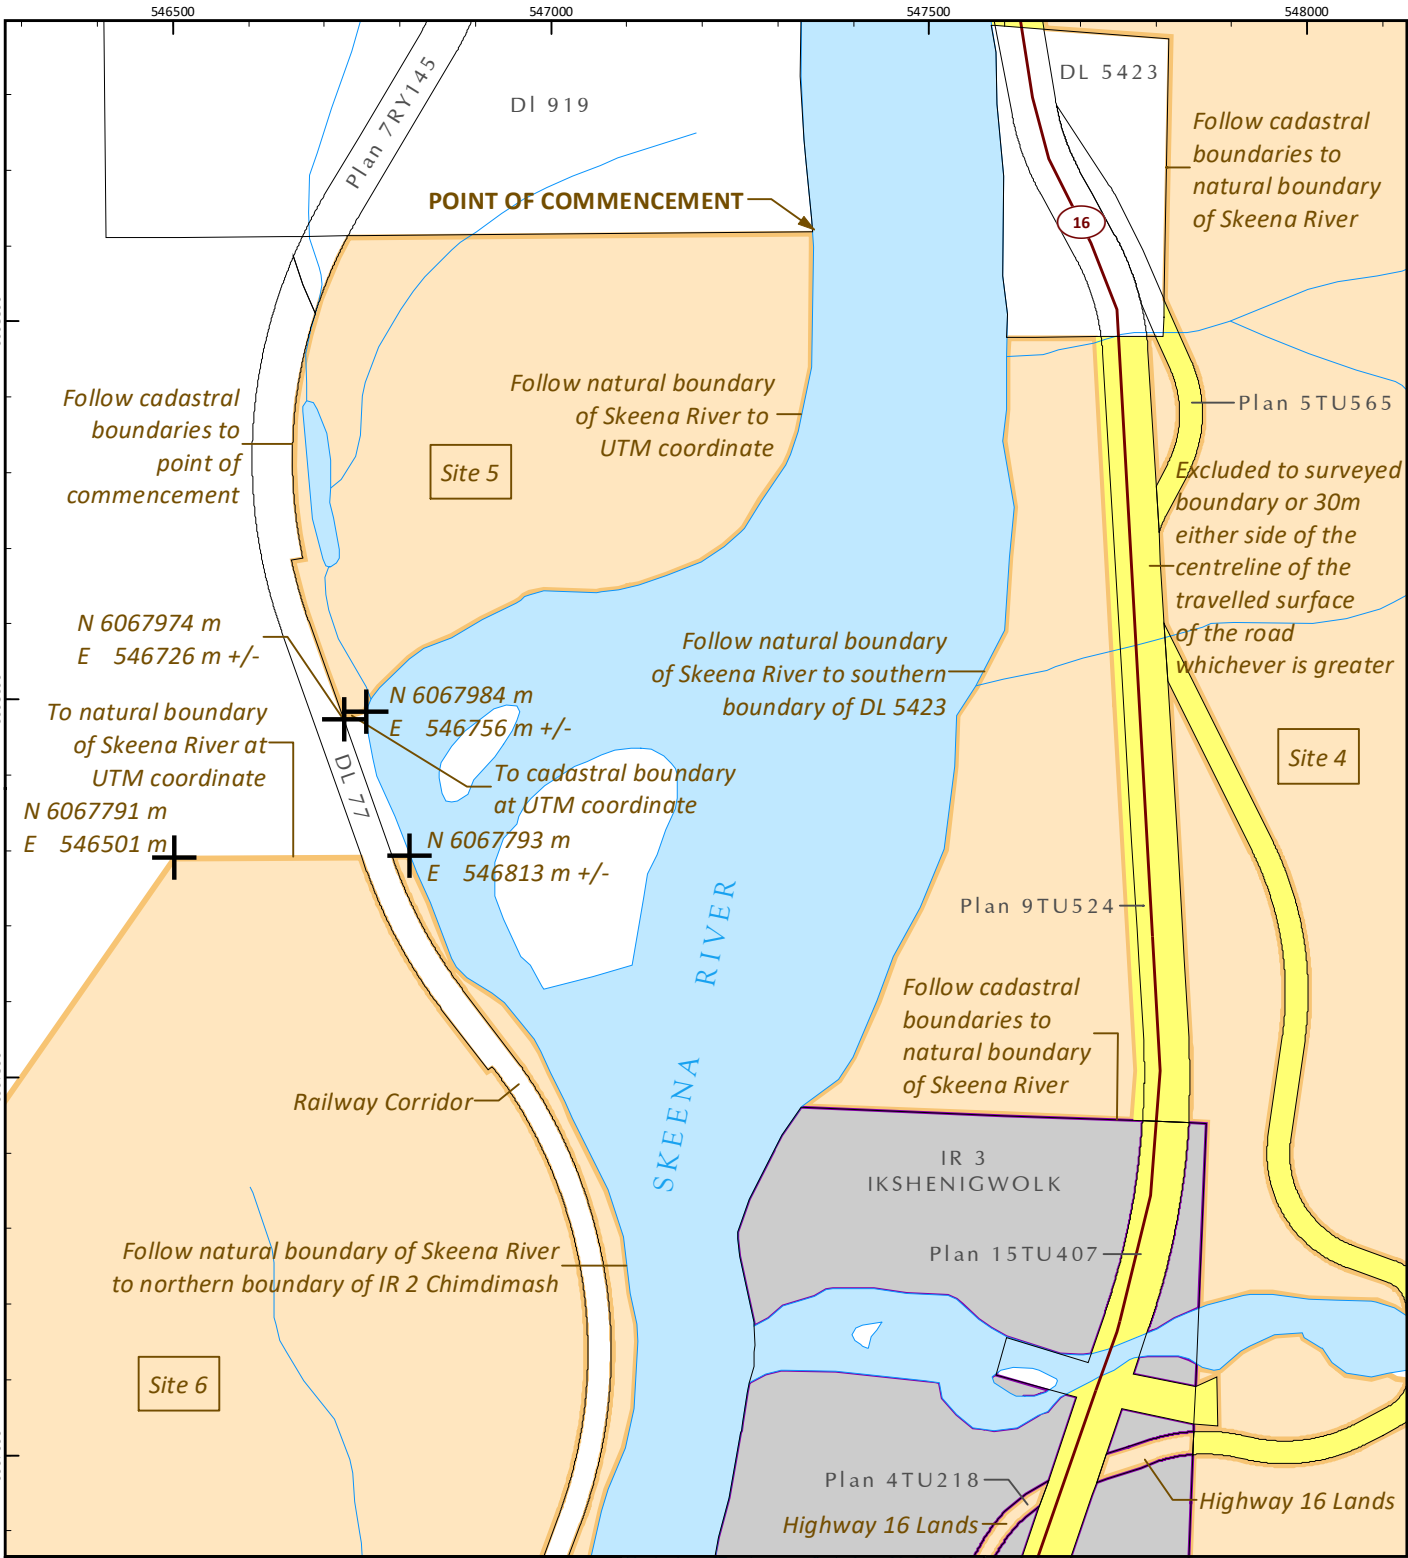 546500
547000
547500
548000
Plan 7RY145
Dl 919
DL 5423
Follow cadastral
boundaries to
natural boundary
of Skeena River
POINT OF COMMENCEMENT
16
Follow cadastral
boundaries to
point of
commencement
Follow natural boundary
of Skeena River to
UTM coordinate
Site 5
Plan 5TU565
Excluded to surveyed
boundary or 30m
either side of the
centreline of the
travelled surface
of the road
whichever is greater
N 6067974 m
E 546726 m +/-
Follow natural boundary
of Skeena River to southern
boundary of DL 5423
N 6067984 m
E 546756 m +/-
To natural boundary
of Skeena River at
UTM coordinate
Site 4
DL 77
To cadastral boundary
at UTM coordinate
N 6067791 m
E 546501 m
N 6067793 m
E 546813 m +/-
Plan 9TU524
SKEENA RIVER
Follow cadastral
boundaries to
natural boundary
of Skeena River
Railway Corridor
IR 3
IKSHENIGWOLK
Plan 15TU407
Follow natural boundary of Skeena River
to northern boundary of IR 2 Chimdimash
Site 6
Plan 4TU218
Highway 16 Lands
Highway 16 Lands